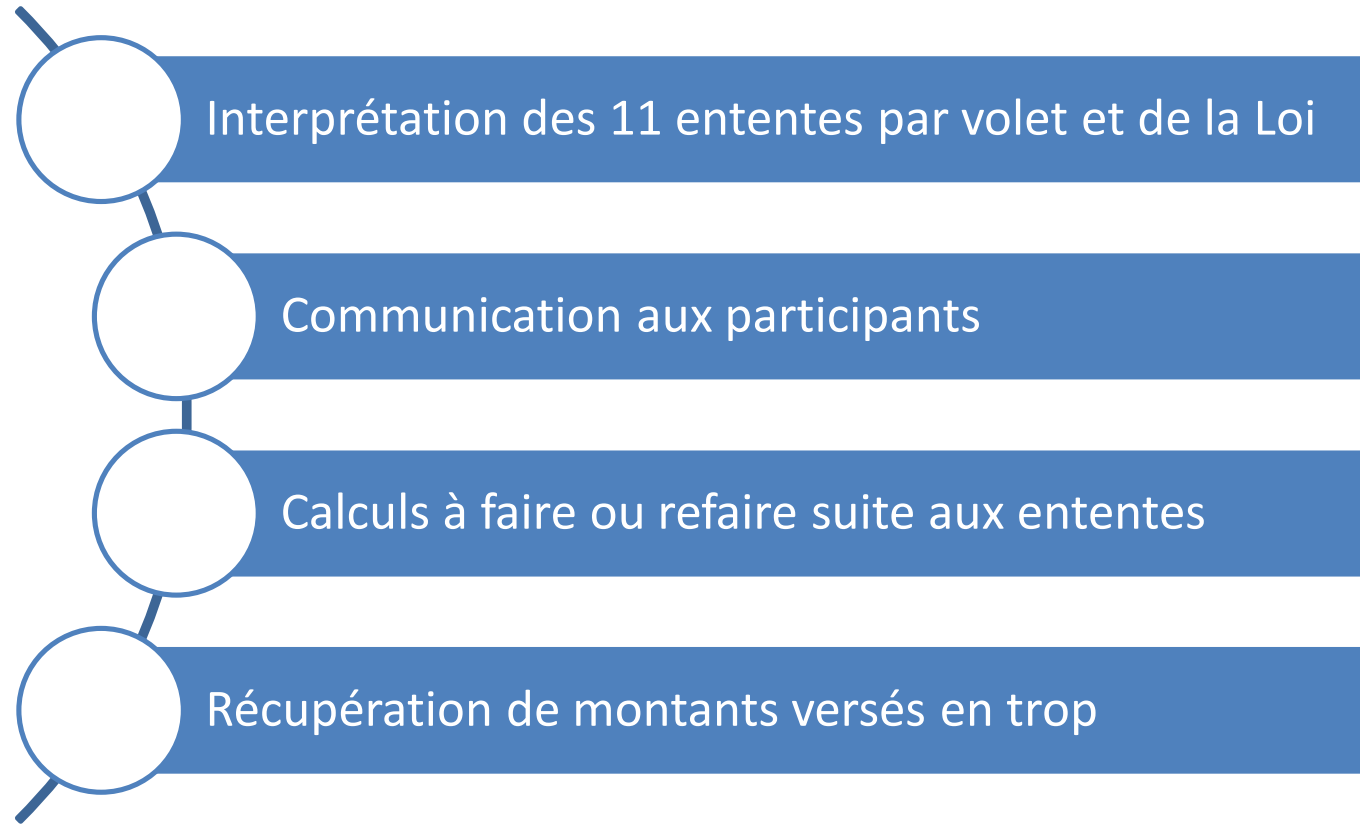 Interprétation des 11 ententes par volet et de la Loi
Communication aux participants
Calculs à faire ou refaire suite aux ententes
Récupération de montants versés en trop